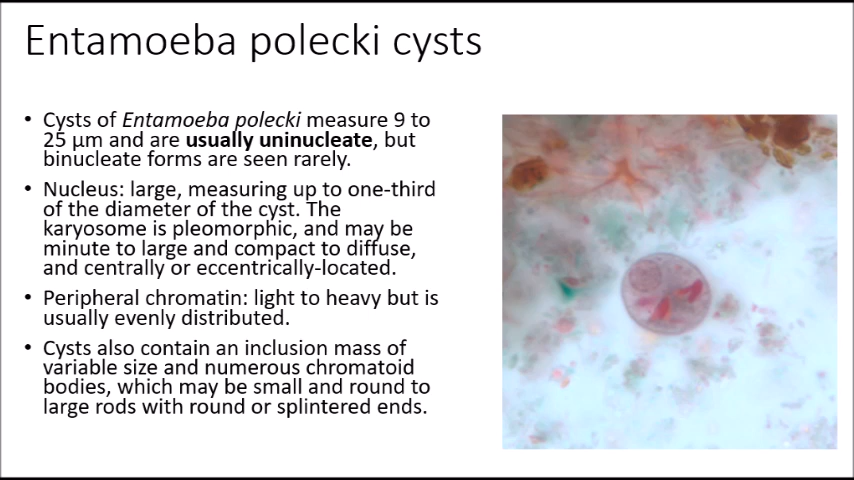 Entamoeba polecki cysts
• Cysts of Entamoeba polecki measure 9 to
25 µm and are usually uninucleate, but
binucleate forms are seen rarely.
• Nucleus: large, measuring up to one-third
of the diameter of the cyst. The
karyosome is pleomorphic, and may be
minute to large and compact to diffuse,
and centrally or eccentrically-located.
• Peripheral chromatin: light to heavy but is
usually evenly distributed.
• Cysts also contain an inclusion mass of
variable size and numerous chromatoid
bodies, which may be small and round to
large rods with round or splintered ends.